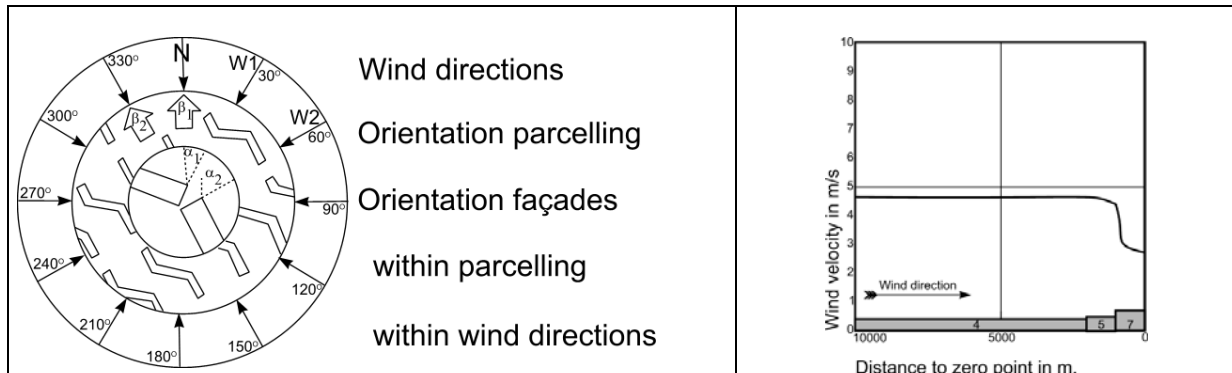 N
330°
W1
30°
300°
β2
β1
W2
60°
α1
α2
270°
90°
240°
120°
210°
150°
180°
Wind directions
Orientation parcelling
Orientation façades
within parcelling
within wind directions
10
9
8
7
6
5
4
3
2
1
0
Wind velocity in m/s
Wind direction
4
5
7
10000
5000
0
Distance to zero point in m.